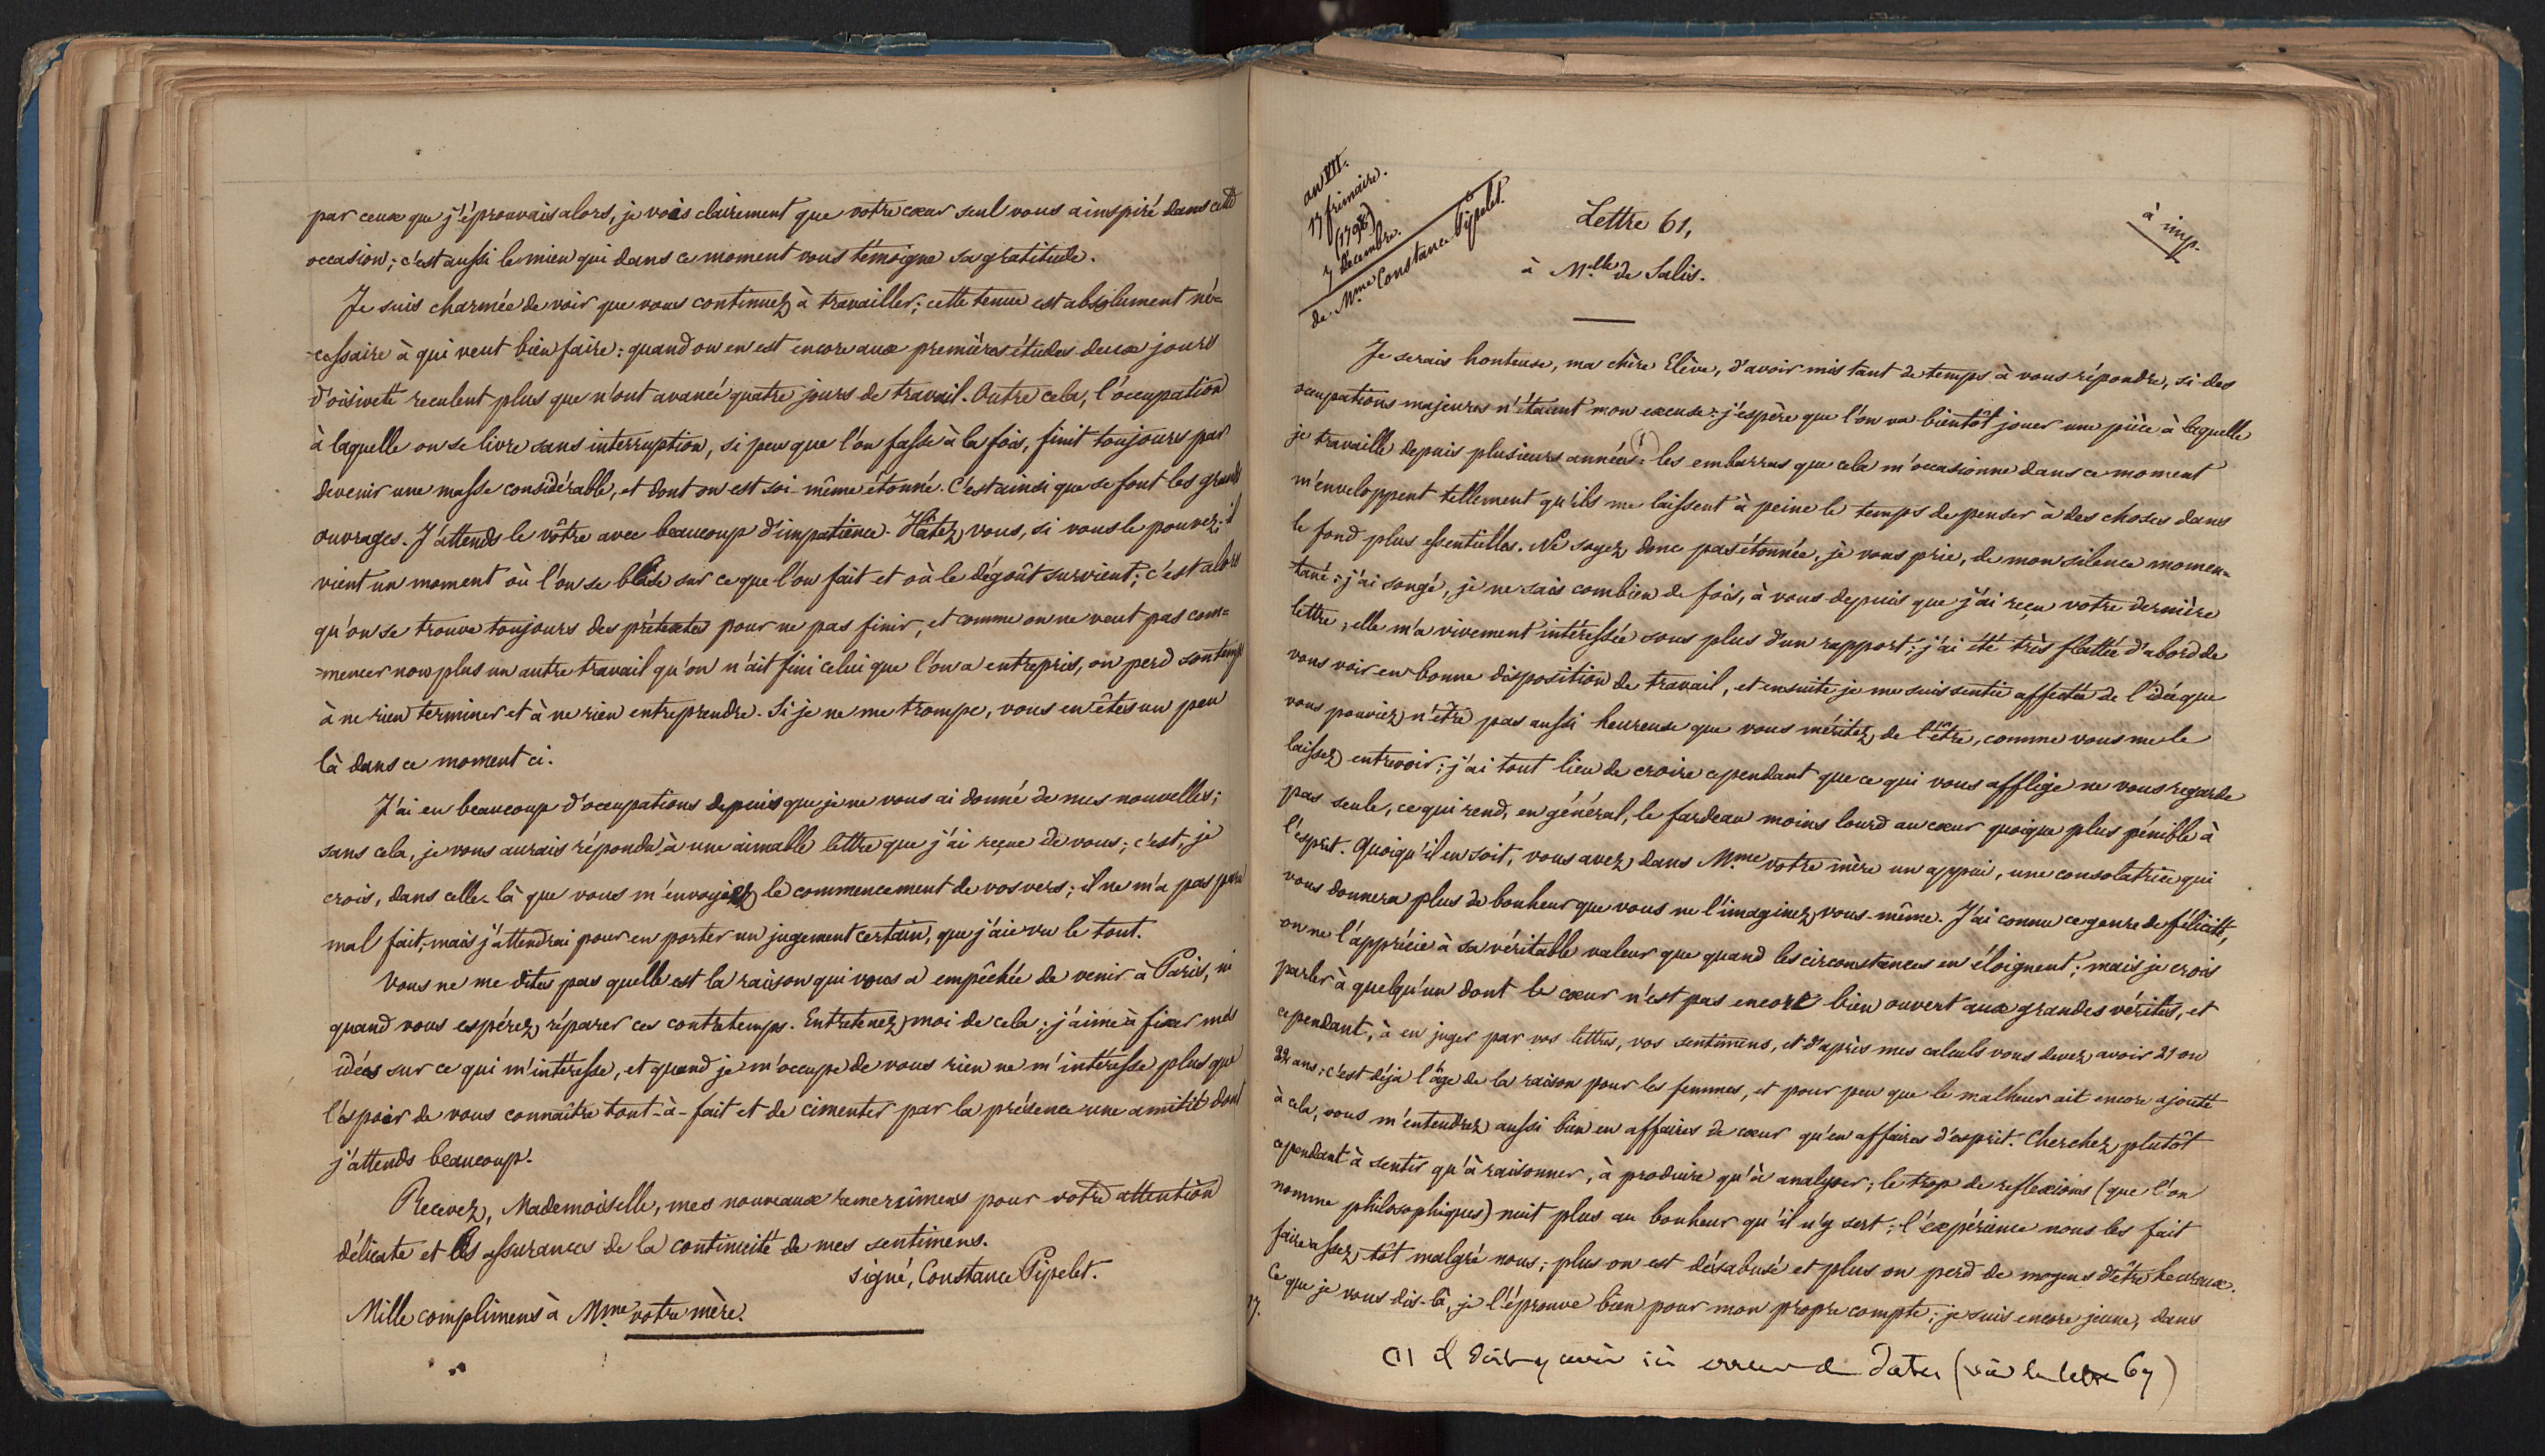 par ceux que j'éprouvais alors, je vois clairement que votre cœur seul vous a inspiré dans cette
occasion; c'est aussi le mien qui dans ce moment vous témoigne sa gratitude.
Je suis charmée de voir que vous continuez à travailler; cette tenue est absolument né=
-cessaire à qui veut bien faire: quand on en est encore aux premières études deux jours
d'oisiveté reculent plus que n'ont avancé quatre jours de travail. Outre cela, l'occupation
à laquelle on se livre sans interruption, si peu que l'on fasse à la fois, finit toujours par
devenir une masse considérable, et dont on est soi-même étonné. C'est ainsi que se font les grands
ouvrages. J'attends le vôtre avec beaucoup d'impatience. Hâtez vous, si vous le pouvez: il
vient un moment où l'on se blâse sur ce que l'on fait et où le dégoût survient; c'est alors
qu'on se trouve toujours des prétextes pour ne pas finir, et comme on ne veut pas com=
=mencer non plus un autre travail qu'on n'ait fini celui que l'on a entrepris, on perd son temps
à ne rien terminer et à ne rien entreprendre. Si je ne me trompe, vous en êtes un peu
là dans ce moment ci.
J'ai eu beaucoup d'occupations depuis que je ne vous ai donné de mes nouvelles;
sans cela, je vous aurais répondu à une aimable lettre que j'ai reçue de vous; c'est, je
crois, dans celle-là que vous m'envoyiez le commencement de vos vers; il ne m'a pas paru
mal fait, mais j'attendrai pour en porter un jugement certain, que j'aie vu le tout.
Vous ne me dites pas quelle est la raison qui vous a empêchée de venir à Paris, ni
quand vous espérez réparer ces contretemps. Entretenez moi de cela; j'aime à fixer mes
idées sur ce qui m'intéresse, et quand je m'occupe de vous rien ne m'intéresse plus que
l'espoir de vous connaître tout-à-fait et de cimenter par la présence une amitié dont
j'attends beaucoup.
Recevez, Mademoiselle, mes nouveaux remercîmens pour votre attention
délicate et les assurances de la continuité de mes sentimens.
signé, Constance Pipelet.
Mille complimens à Mme votre mère.
an VII.
17 frimaire.
(1798)
7 décembre.
de Mme Constance Pipelet.
Lettre 61,
à Melle de Salis.
à imp.
Je serais honteuse, ma chère Elève, d'avoir mis tant de temps à vous répondre, si des
occupations majeures n'étaient mon excuse: j'espère que l'on va bientôt jouer une pièce à laquelle
je travaille depuis plusieurs années (1): les embarras que cela m'occasionne dans ce moment
m'enveloppent tellement qu'ils me laissent à peine le temps de penser à des choses dans
le fond plus essentielles. Ne soyez donc pas étonnée, je vous prie, de mon silence momen=
-tané: j'ai songé, je ne sais combien de fois, à vous depuis que j'ai reçu votre dernière
lettre; elle m'a vivement intéressée sous plus d'un rapport; j'ai été très flattée d'abord de
vous voir en bonne disposition de travail, et ensuite je me suis sentie affectée de l'idée que
vous pouviez n'être pas aussi heureuse que vous méritez de l'être, comme vous me le
laissez entrevoir; j'ai tout lieu de croire cependant que ce qui vous afflige ne vous regarde
pas seule, ce qui rend, en général, le fardeau moins lourd au cœur quoique plus pénible à
l'esprit. Quoiqu'il en soit, vous avez dans Mme votre mère un appui, une consolatrice qui
vous donnera plus de bonheur que vous ne l'imaginez vous-même. J'ai connu ce genre de félicité,
on ne l'apprécie à sa véritable valeur que quand les circonstances en éloignent; mais je crois
parler à quelqu'un dont le cœur n'est pas encore bien ouvert aux grandes vérités, et
cependant, à en juger par vos lettres, vos sentimens, et d'après mes calculs vous devez avoir 21 ou
22 ans; c'est déja l'âge de la raison pour les femmes, et pour peu que le malheur ait encore ajouté
à cela, vous m'entendrez aussi bien en affaires de cœur qu'en affaires d'esprit. Cherchez plutôt
cependant à sentir qu'à raisonner, à produire qu'à analyser; le trop de reflexions (que l'on
nomme philosophiques) nuit plus au bonheur qu'il n'y sert; l'expérience nous les fait
faire assez tôt malgré nous; plus on est désabusé et plus on perd de moyens d'être heureux.
Ce que je vous dis-là, je l'éprouve bien pour mon propre compte; je suis encore jeune, dans
17.
(1) il doit y avoir ici erreur de dates (voir la lettre 67)